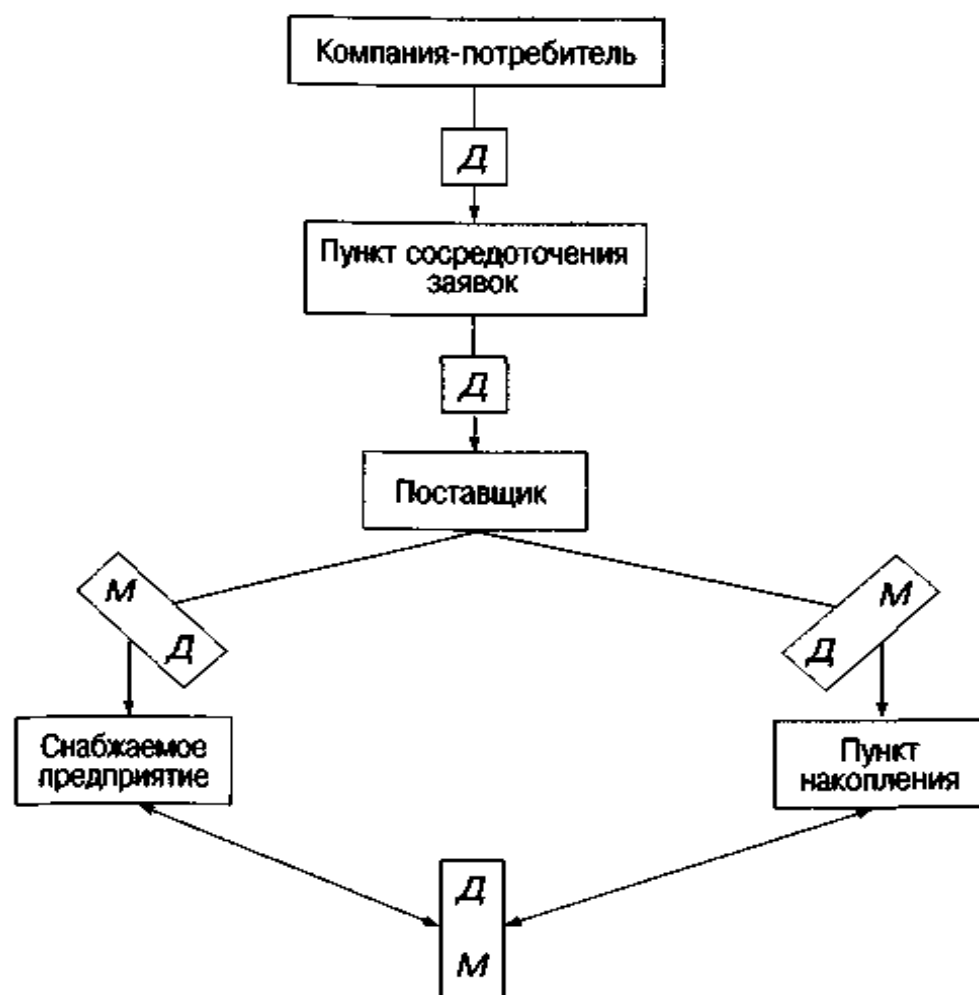 Компания-потребитель
Д
Пункт сосредоточения
заявок
Д
Поставщик
М
Д
М
Д
Снабжаемое
предприятие
Пункт
накопления
Д
М